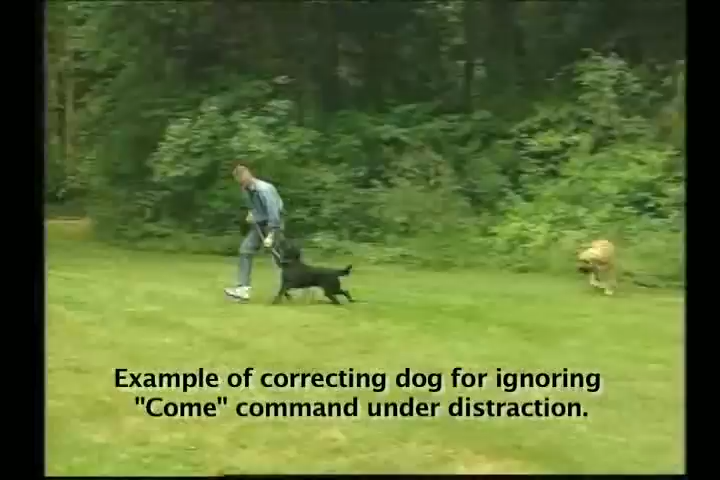 Example of correcting dog for ignoring
"Come" command under distraction.